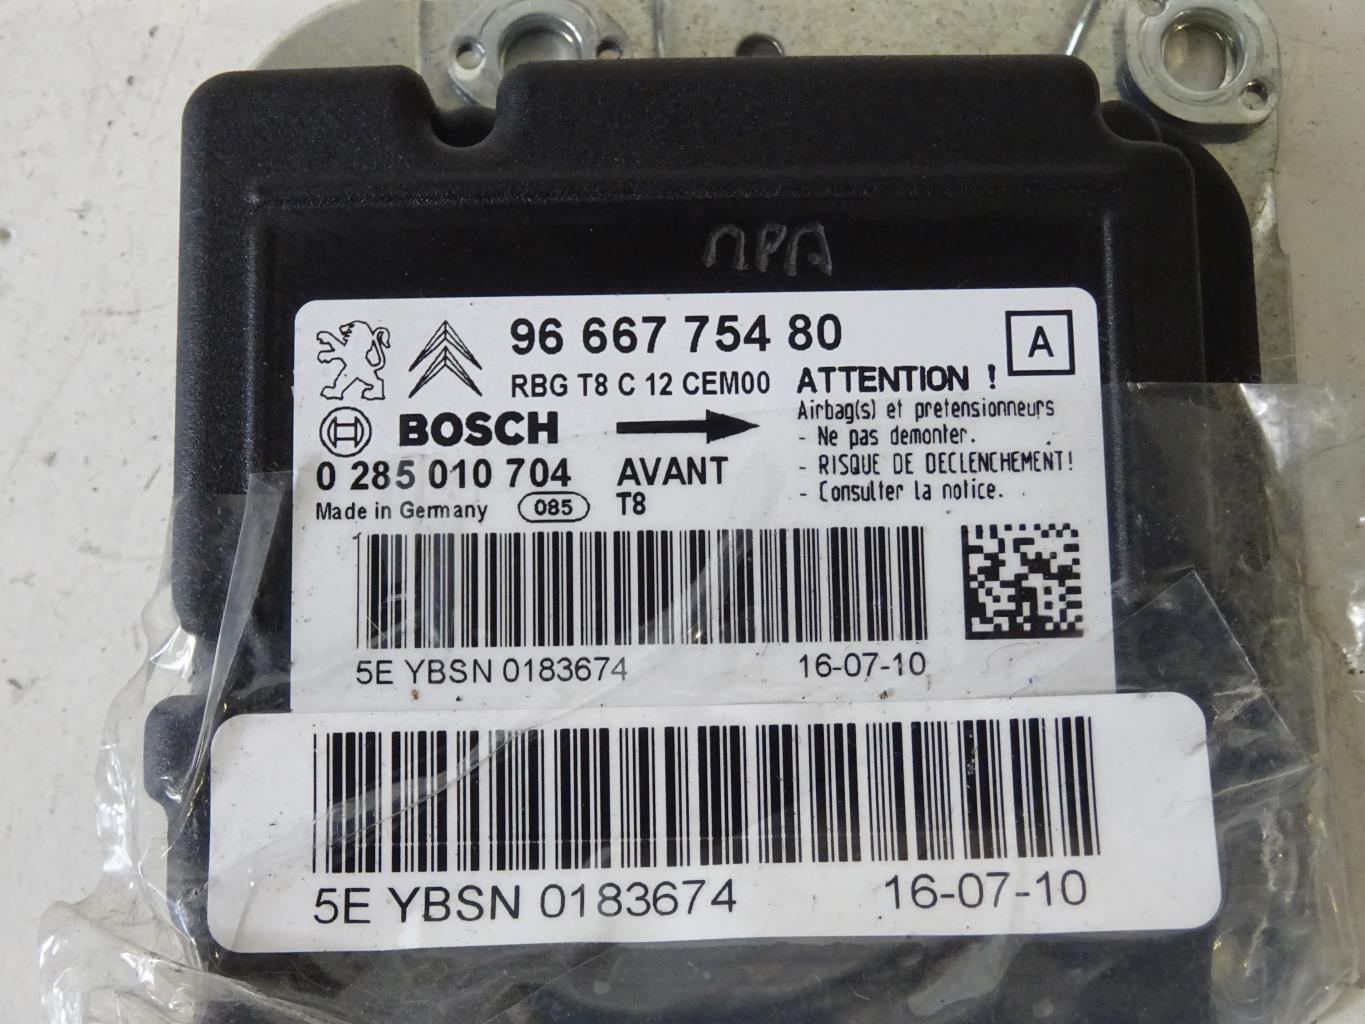 ПРА
96 667 754 80
A
RBG T8 C 12 CEM00
ATTENTION !
Airbag(s) et pretensionneurs
- Ne pas demonter.
- RISQUE DE DECLENCHEMENT!
- Consulter la notice.
BOSCH
0 285 010 704
AVANT
Made in Germany
085
T8
5E YBSN 0183674
16-07-10
5E YBSN 0183674
16-07-10